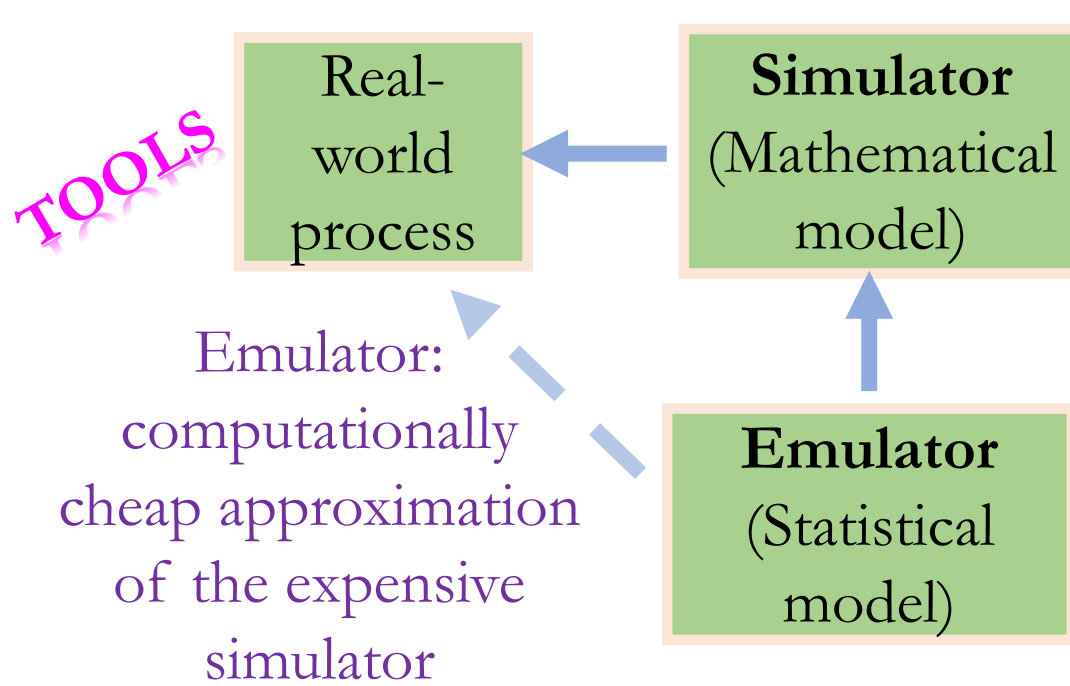 TOOLS
Real-
world
process
Simulator
(Mathematical
model)
Emulator:
computationally
cheap approximation
of the expensive
simulator
Emulator
(Statistical
model)